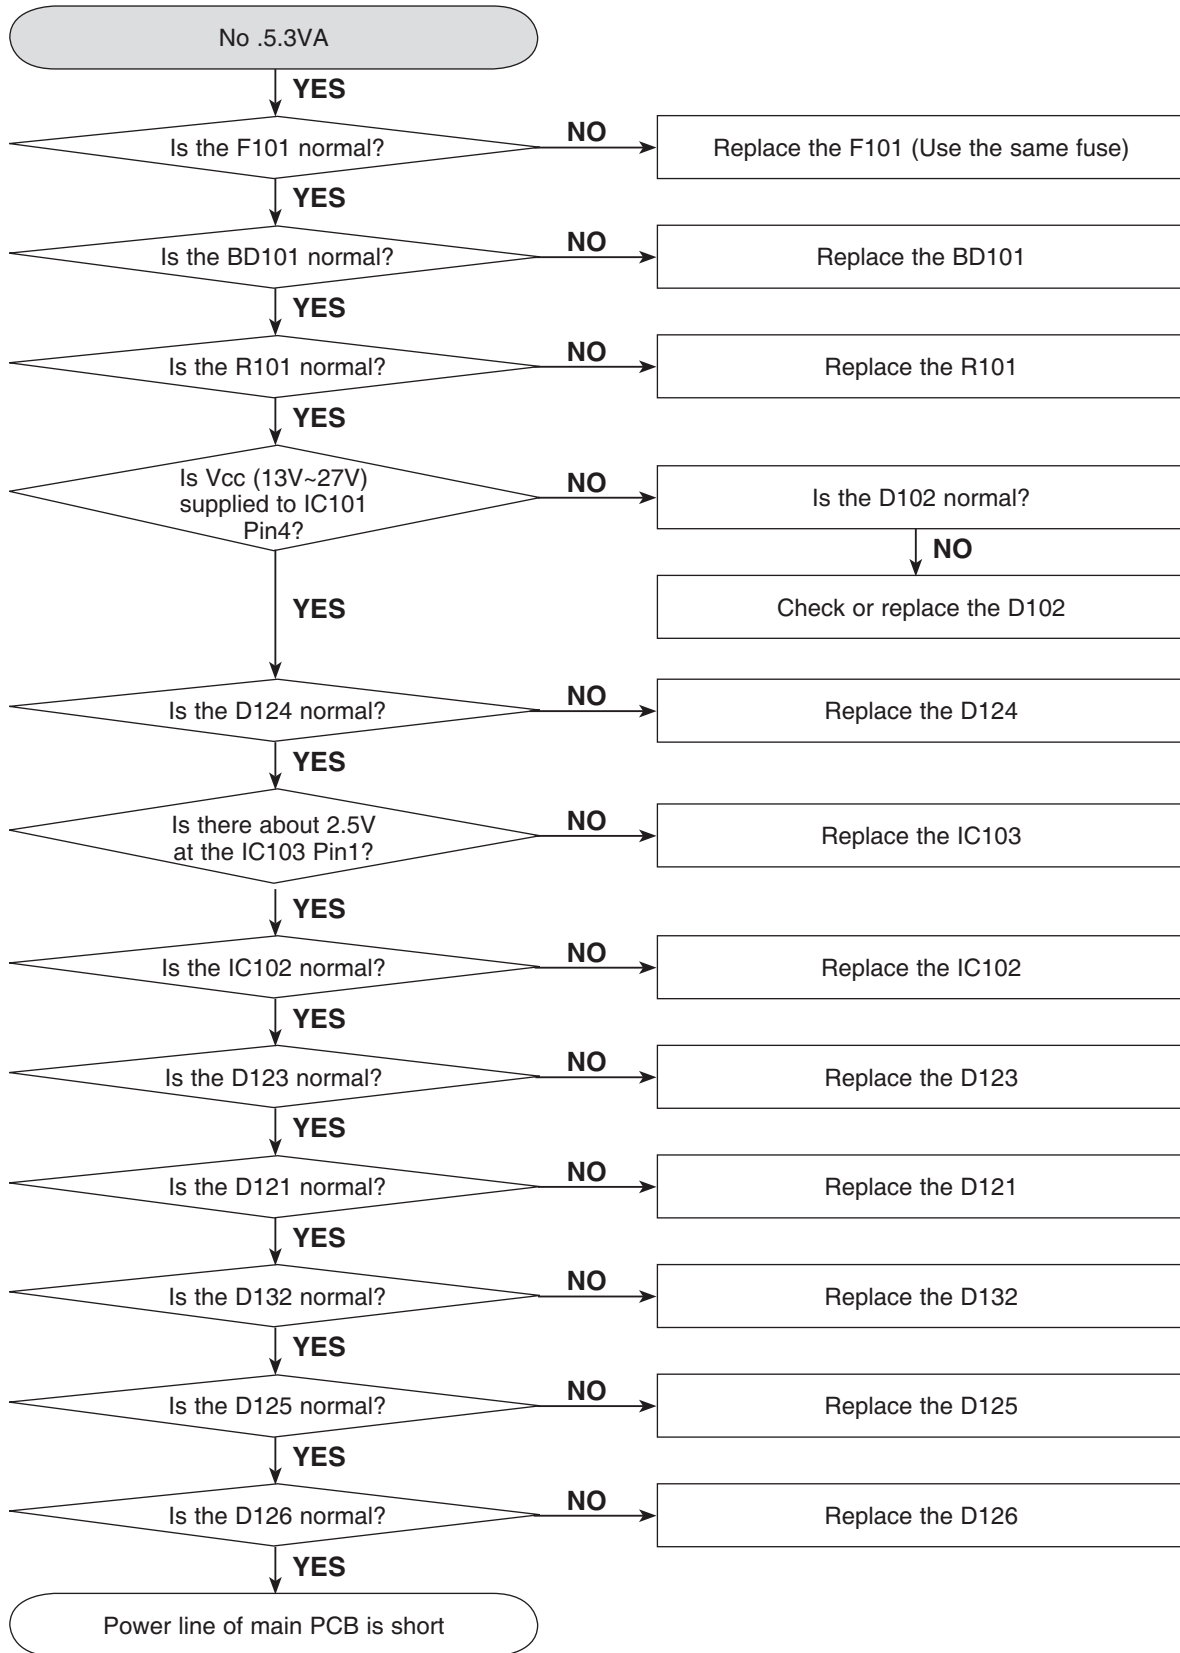 No .5.3VA
YES
Is the F101 normal?
NO
Replace the F101 (Use the same fuse)
YES
Is the BD101 normal?
NO
Replace the BD101
YES
Is the R101 normal?
NO
Replace the R101
YES
Is Vcc (13V~27V)
supplied to IC101
Pin4?
NO
Is the D102 normal?
NO
Check or replace the D102
YES
Is the D124 normal?
NO
Replace the D124
YES
Is there about 2.5V
at the IC103 Pin1?
NO
Replace the IC103
YES
Is the IC102 normal?
NO
Replace the IC102
YES
Is the D123 normal?
NO
Replace the D123
YES
Is the D121 normal?
NO
Replace the D121
YES
Is the D132 normal?
NO
Replace the D132
YES
Is the D125 normal?
NO
Replace the D125
YES
Is the D126 normal?
NO
Replace the D126
YES
Power line of main PCB is short